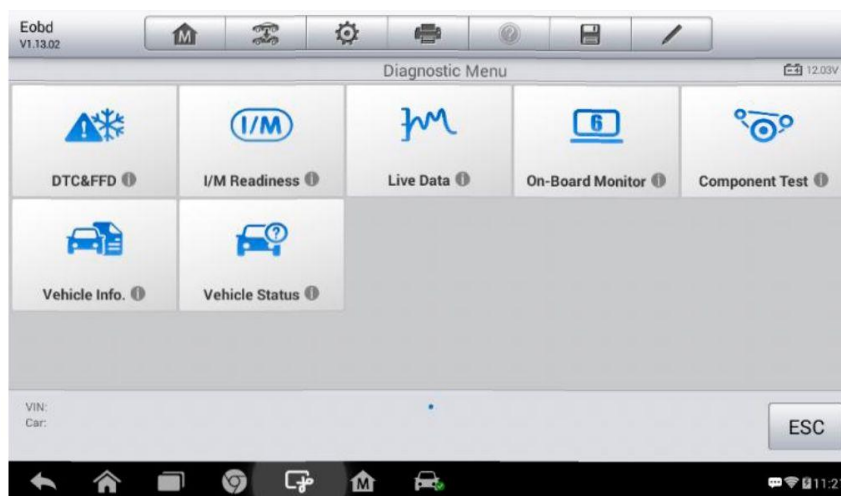 Eobd
V1.13.02
M
Diagnostic Menu
12.03V
I/M
6
DTC&FFD
I/M Readiness
Live Data
On-Board Monitor
Component Test
Vehicle Info.
Vehicle Status
VIN:
Car:
ESC
M